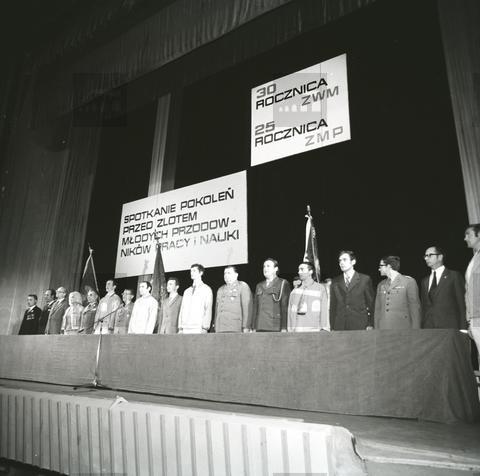 30
ROCZNICA
ZWM
25
ROCZNICA
ZMP
SPOTKANIE POKOLEŃ
PRZED ZLOTEM
MŁODYCH PRZODOW-
NIKÓW PRACY i NAUKI